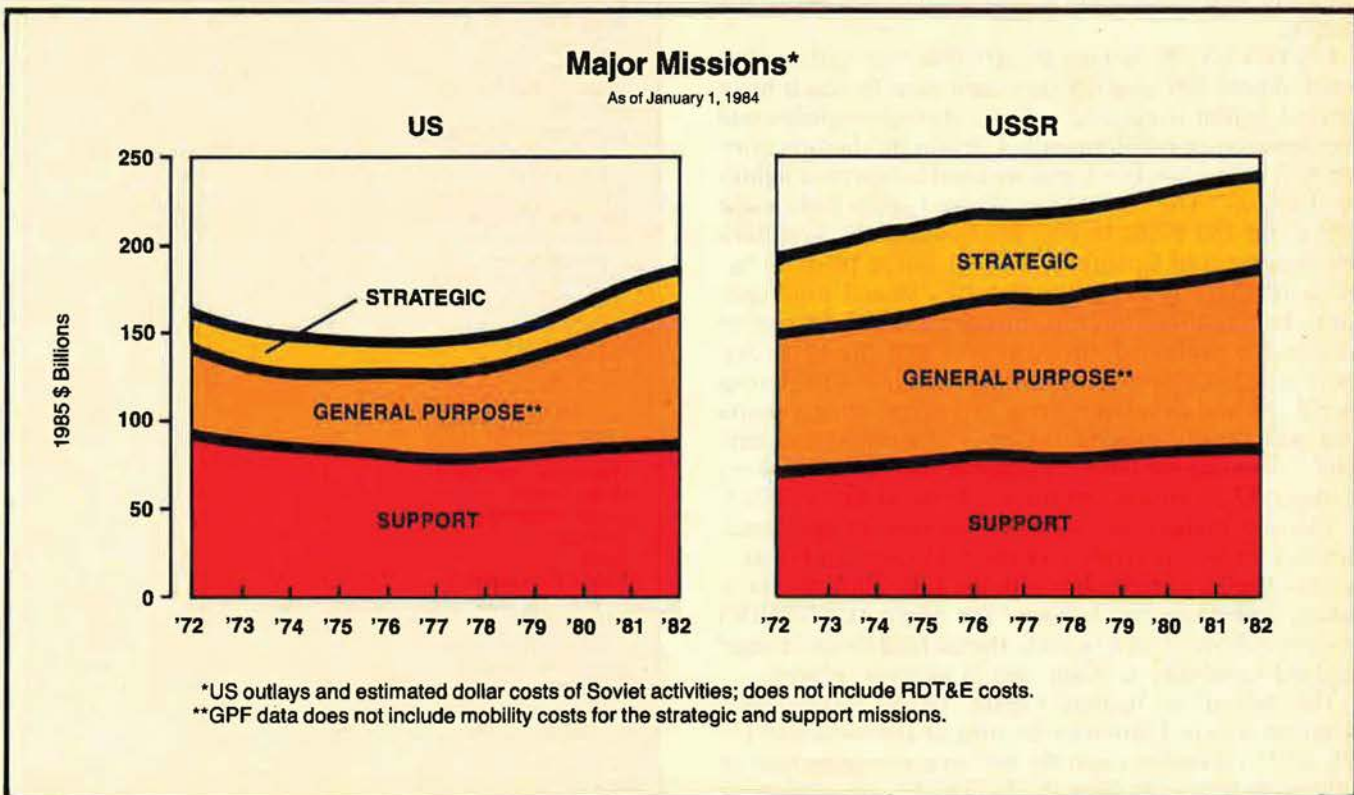 Major Missions*
As of January 1, 1984
US
USSR
1985 $ Billions
250
200
150
100
50
0
STRATEGIC
GENERAL PURPOSE**
SUPPORT
'72 '73 '74 '75 '76 '77 '78 '79 '80 '81 '82
STRATEGIC
GENERAL PURPOSE**
SUPPORT
'72 '73 '74 '75 '76 '77 '78 '79 '80 '81 '82
*US outlays and estimated dollar costs of Soviet activities; does not include RDT&E costs.
**GPF data does not include mobility costs for the strategic and support missions.